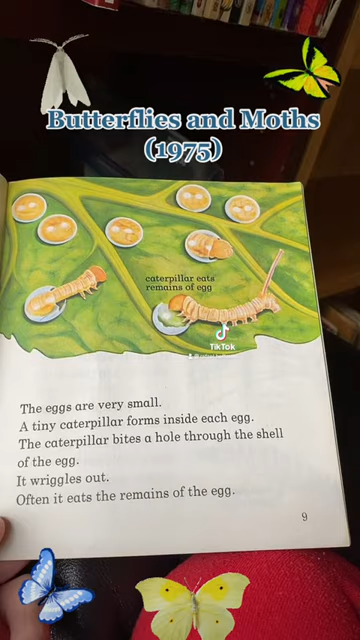 Butterflies and Moths
(1975)
caterpillar eats
remains of egg
TikTok
The eggs are very small.
A tiny caterpillar forms inside each egg.
The caterpillar bites a hole through the shell
of the egg.
It wriggles out.
Often it eats the remains of the egg.
9